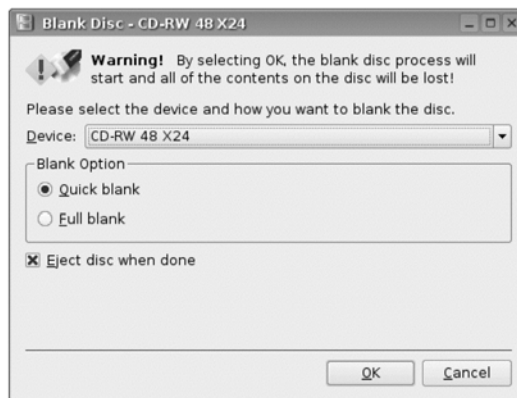 Blank Disc - CD-RW 48 X24
Warning! By selecting OK, the blank disc process will
start and all of the contents on the disc will be lost!
Please select the device and how you want to blank the disc.
Device: CD-RW 48 X24
Blank Option
Quick blank
Full blank
Eject disc when done
OK Cancel